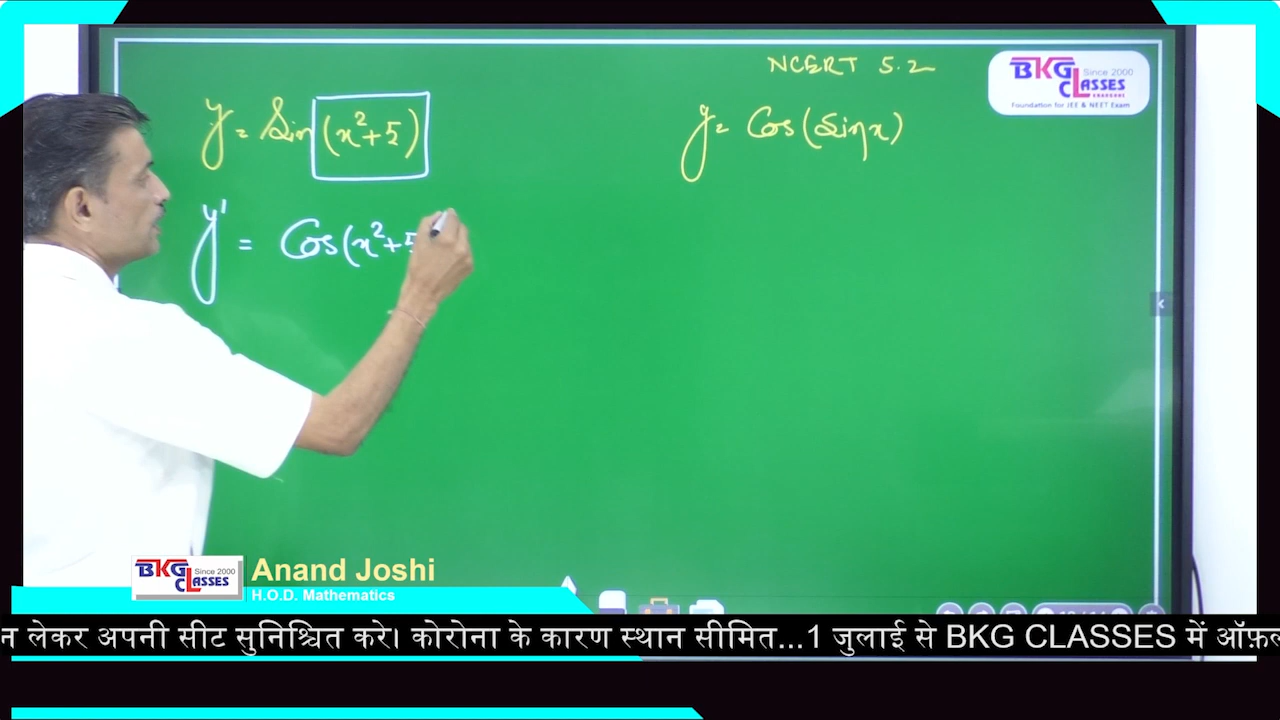 NCERT 5.2
BKG CLASSES
Since 2000
Foundation for JEE & NEET Exam
y = Sin (x²+5)
y = Cos (Sin x)
y' = Cos(x²+5
BKG CLASSES
Since 2000
Anand Joshi
H.O.D. Mathematics
न लेकर अपनी सीट सुनिश्चित करे। कोरोना के कारण स्थान सीमित...1 जुलाई से BKG CLASSES में ऑफ़ल